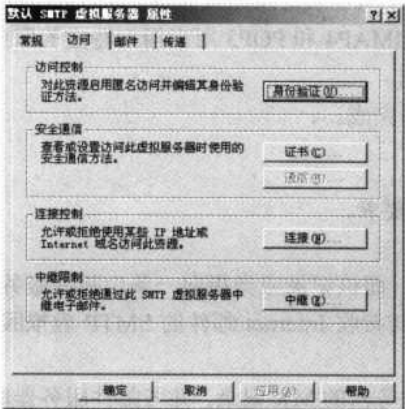 默认 SMTP 虚拟服务器 属性
常规 访问 邮件 传递
访问控制
对此资源启用匿名访问并编辑其身份验
证方法。
身份验证(U)...
安全通信
查看或设置访问此虚拟服务器时使用的
安全通信方法。
证书(C)...
连接控制
允许或拒绝使用某些 IP 地址或
Internet 域名访问此资源。
连接(N)...
中继限制
允许或拒绝通过此 SMTP 虚拟服务器中
继电子邮件。
中继(E)...
确定 取消 应用(A) 帮助